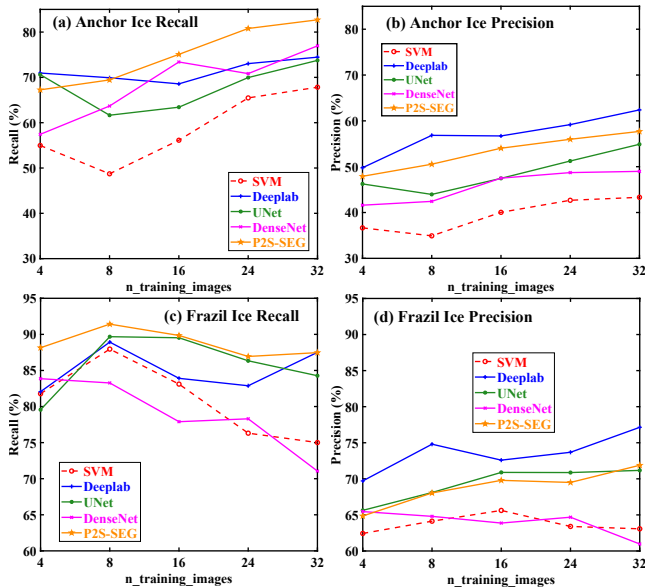 (a) Anchor Ice Recall
90
80
70
60
50
40
30
Recall (%)
SVM
Deeplab
UNet
DenseNet
P2S-SEG
4 8 16 24 32
n_training_images
(b) Anchor Ice Precision
80
70
60
50
40
30
Precision (%)
SVM
Deeplab
UNet
DenseNet
P2S-SEG
4 8 16 24 32
n_training_images
(c) Frazil Ice Recall
95
90
85
80
75
70
65
60
Recall (%)
SVM
Deeplab
UNet
DenseNet
P2S-SEG
4 8 16 24 32
n_training_images
(d) Frazil Ice Precision
95
90
85
80
75
70
65
60
Precision (%)
SVM
Deeplab
UNet
DenseNet
P2S-SEG
4 8 16 24 32
n_training_images